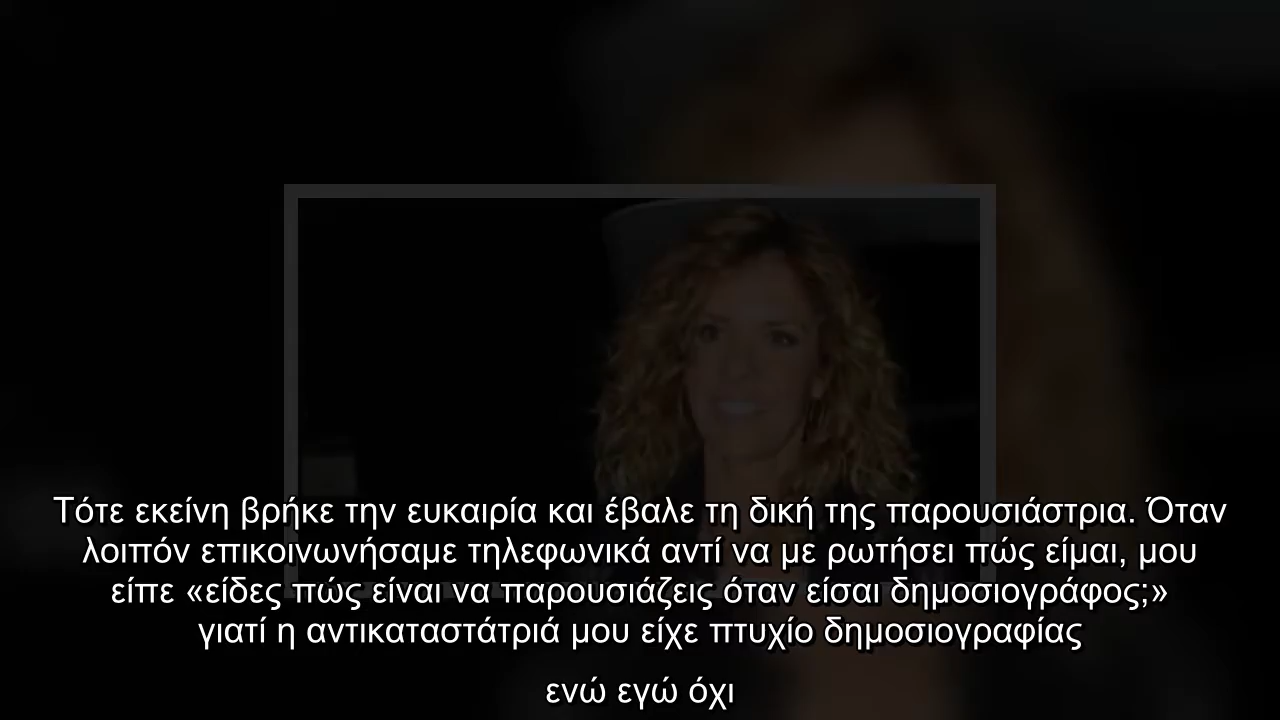 Τότε εκείνη βρήκε την ευκαιρία και έβαλε τη δική της παρουσιάστρια. Όταν
λοιπόν επικοινωνήσαμε τηλεφωνικά αντί να με ρωτήσει πώς είμαι, μου
είπε «είδες πώς είναι να παρουσιάζεις όταν είσαι δημοσιογράφος;»
γιατί η αντικαταστάτριά μου είχε πτυχίο δημοσιογραφίας
ενώ εγώ όχι